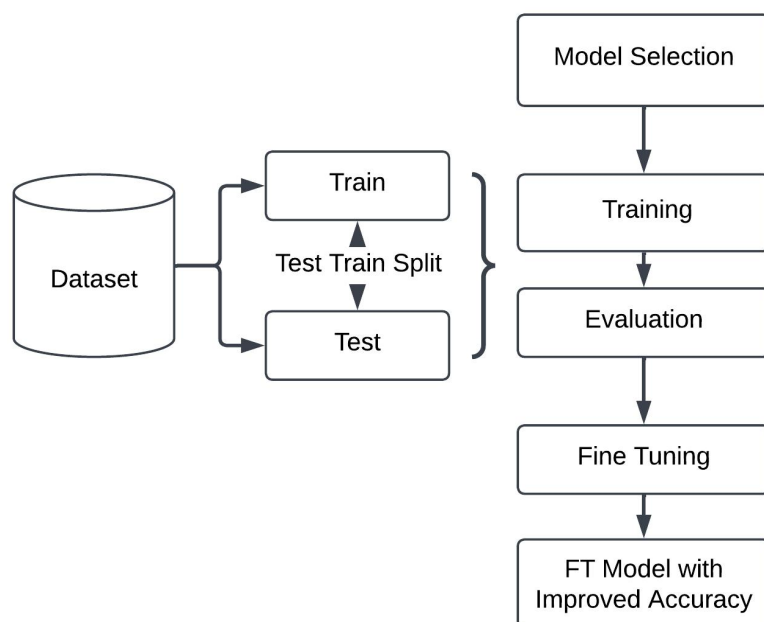 Dataset
Train
Test Train Split
Test
Model Selection
Training
Evaluation
Fine Tuning
FT Model with
Improved Accuracy